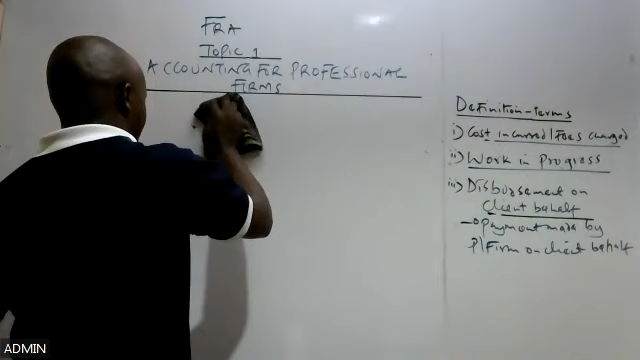 FRA
TOPIC 1
ACCOUNTING FOR PROFESSIONAL
FIRMS
Definition-terms
i) Cost incurred/Fees charged
ii) Work in Progress
iii) Disbursement on
Client behalf
→ payment made by
P/Firm on client behalf
ADMIN